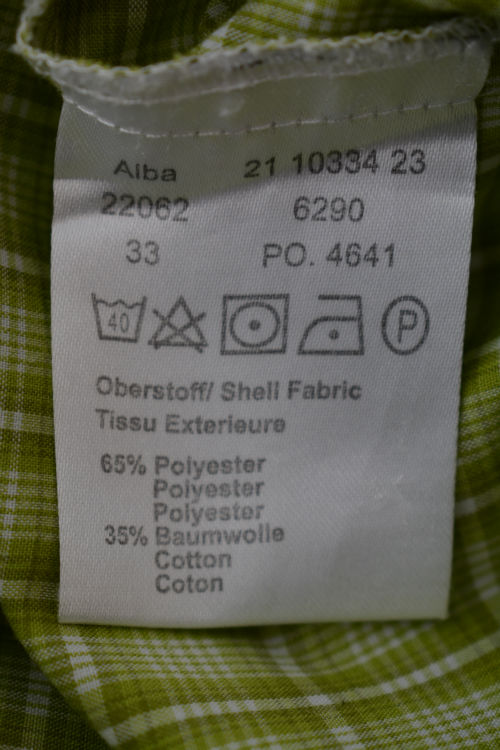 Alba 21 10334 23
22062 6290
33 PO. 4641
40 P
Oberstoff/ Shell Fabric
Tissu Exterieure
65% Polyester
Polyester
Polyester
35% Baumwolle
Cotton
Coton